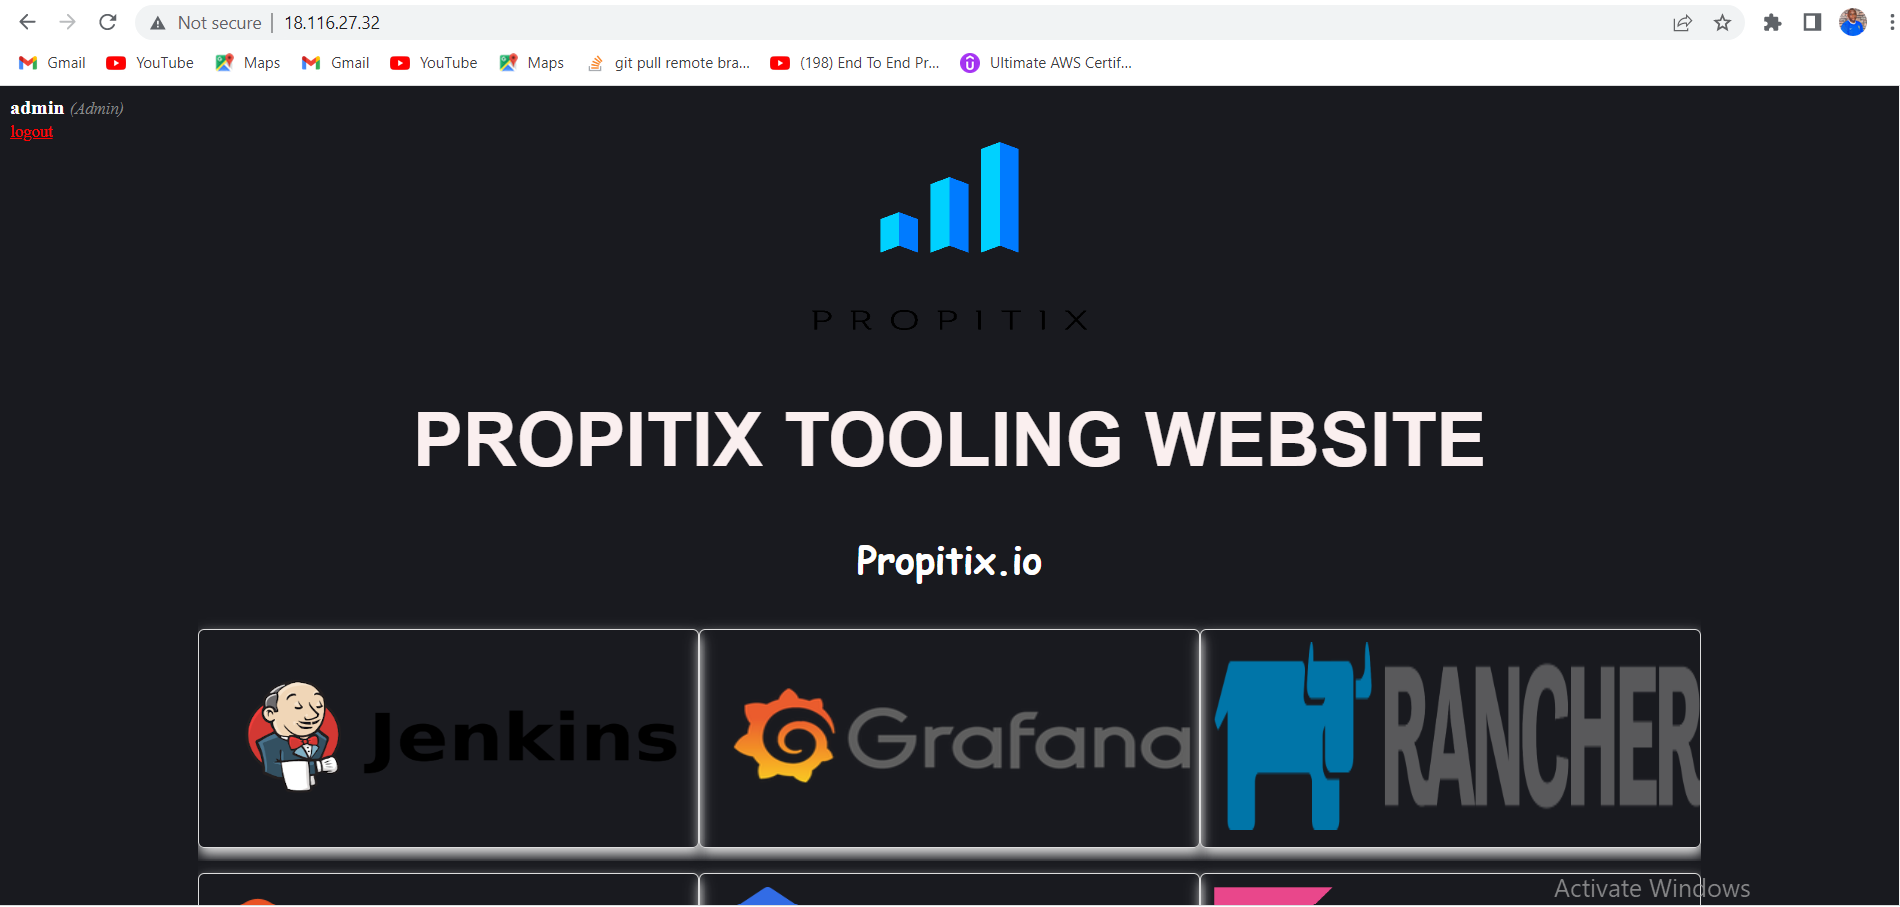 Not secure | 18.116.27.32
Gmail YouTube Maps Gmail YouTube Maps git pull remote bra... (198) End To End Pr... Ultimate AWS Certif...
admin (Admin)
logout
PROPITIX
PROPITIX TOOLING WEBSITE
Propitix.io
Jenkins Grafana RANCHER
Activate Windows